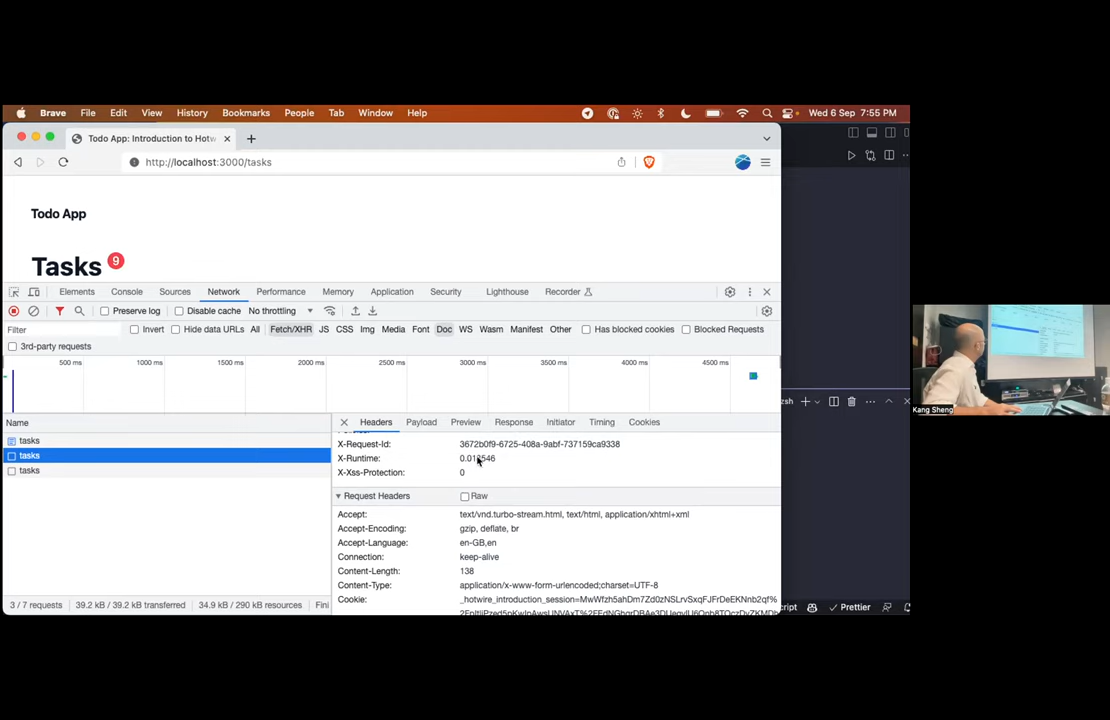 Brave File Edit View History Bookmarks People Tab Window Help Wed 6 Sep 7:55 PM
Todo App: Introduction to Hotw
http://localhost:3000/tasks
Todo App
Tasks 9
Elements Console Sources Network Performance Memory Application Security Lighthouse Recorder
Preserve log Disable cache No throttling
Filter Invert Hide data URLs All Fetch/XHR JS CSS Img Media Font Doc WS Wasm Manifest Other Has blocked cookies Blocked Requests
3rd-party requests
500 ms 1000 ms 1500 ms 2000 ms 2500 ms 3000 ms 3500 ms 4000 ms 4500 ms
zsh
Kang Sheng
Name Headers Payload Preview Response Initiator Timing Cookies
tasks
tasks
tasks
X-Request-Id: 3672b0f9-6725-408a-9abf-737159ca9338
X-Runtime:
X-Xss-Protection: 0
Request Headers Raw
Accept: text/vnd.turbo-stream.html, text/html, application/xhtml+xml
Accept-Encoding: gzip, deflate, br
Accept-Language: en-GB,en
Connection: keep-alive
Content-Length: 138
Content-Type: application/x-www-form-urlencoded;charset=UTF-8
Cookie:
3 / 7 requests 39.2 kB / 39.2 kB transferred 34.9 kB / 290 kB resources Fini
cript Prettier